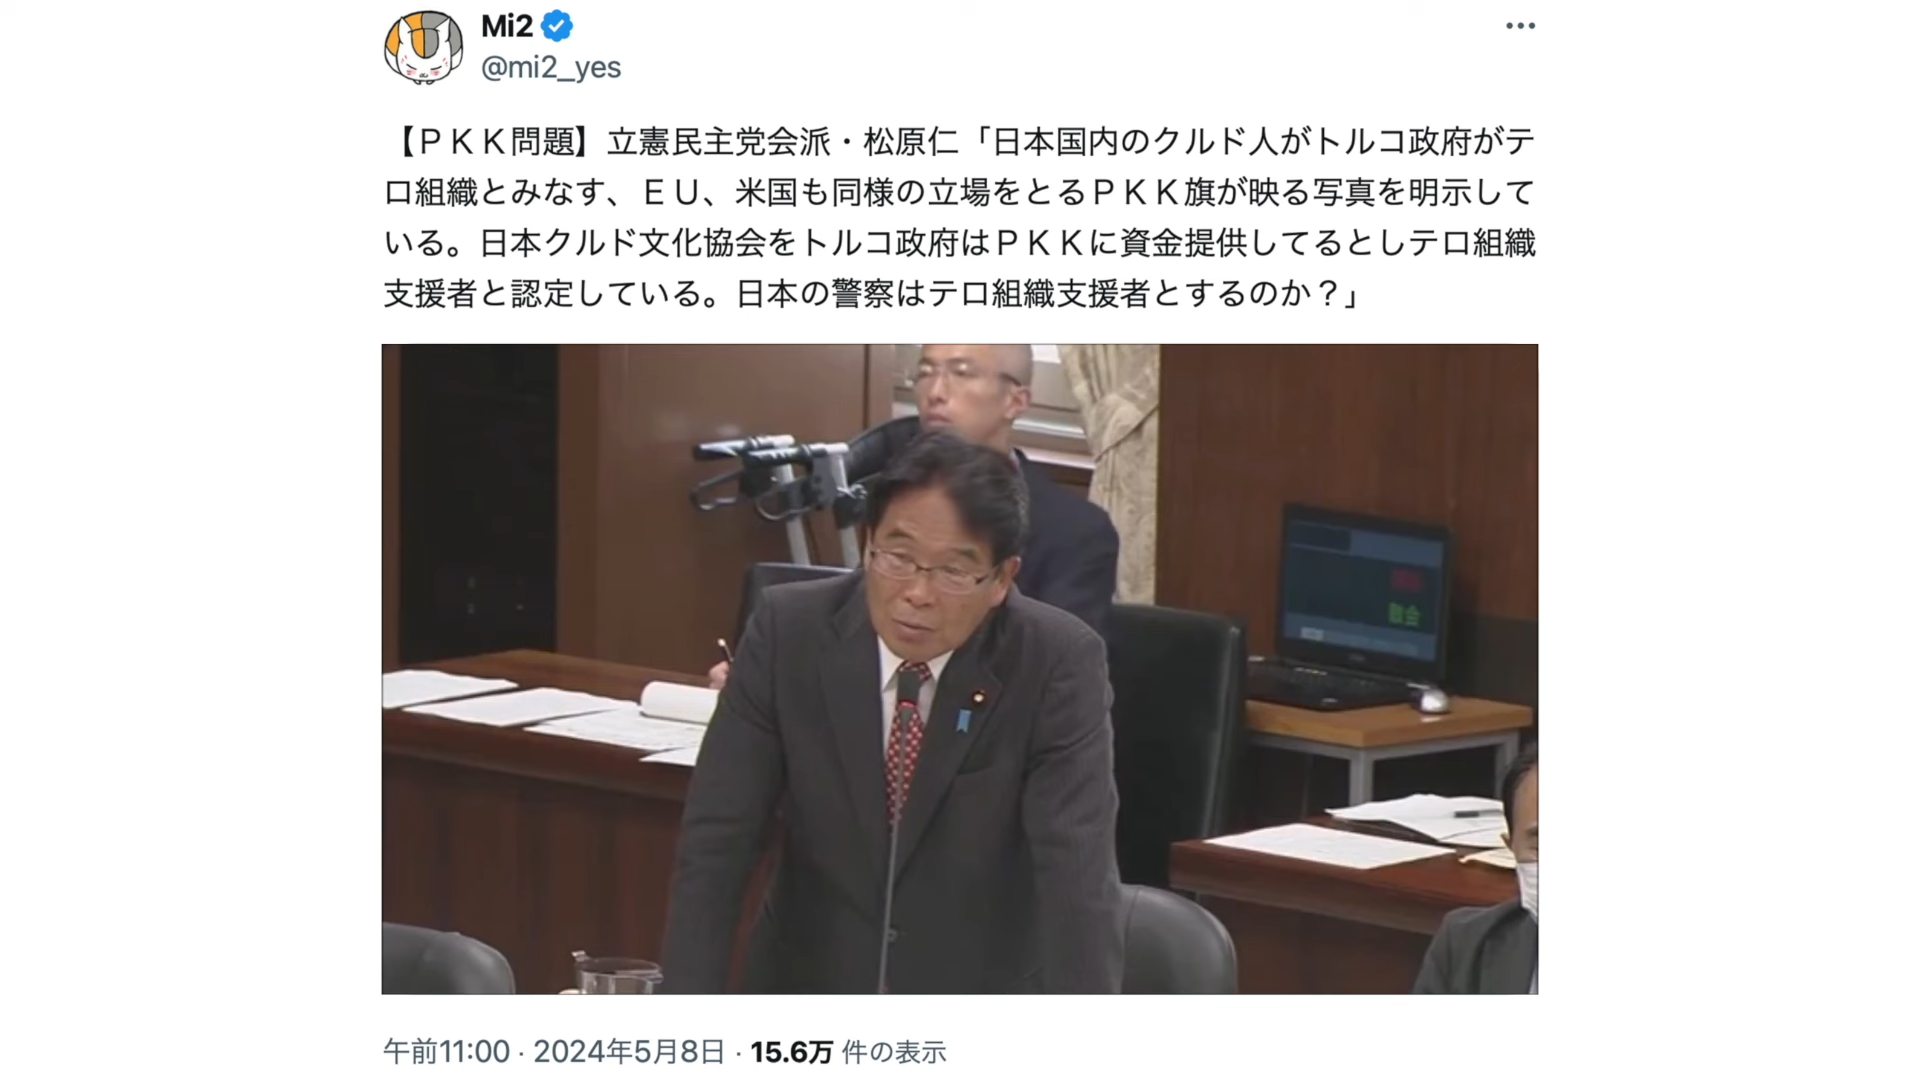 Mi2
@mi2_yes
【ＰＫＫ問題】立憲民主党会派・松原仁「日本国内のクルド人がトルコ政府がテ
ロ組織とみなす、ＥＵ、米国も同様の立場をとるＰＫＫ旗が映る写真を明示して
いる。日本クルド文化協会をトルコ政府はＰＫＫに資金提供してるとしテロ組織
支援者と認定している。日本の警察はテロ組織支援者とするのか？」
散会
午前11:00 · 2024年5月8日 · 15.6万 件の表示